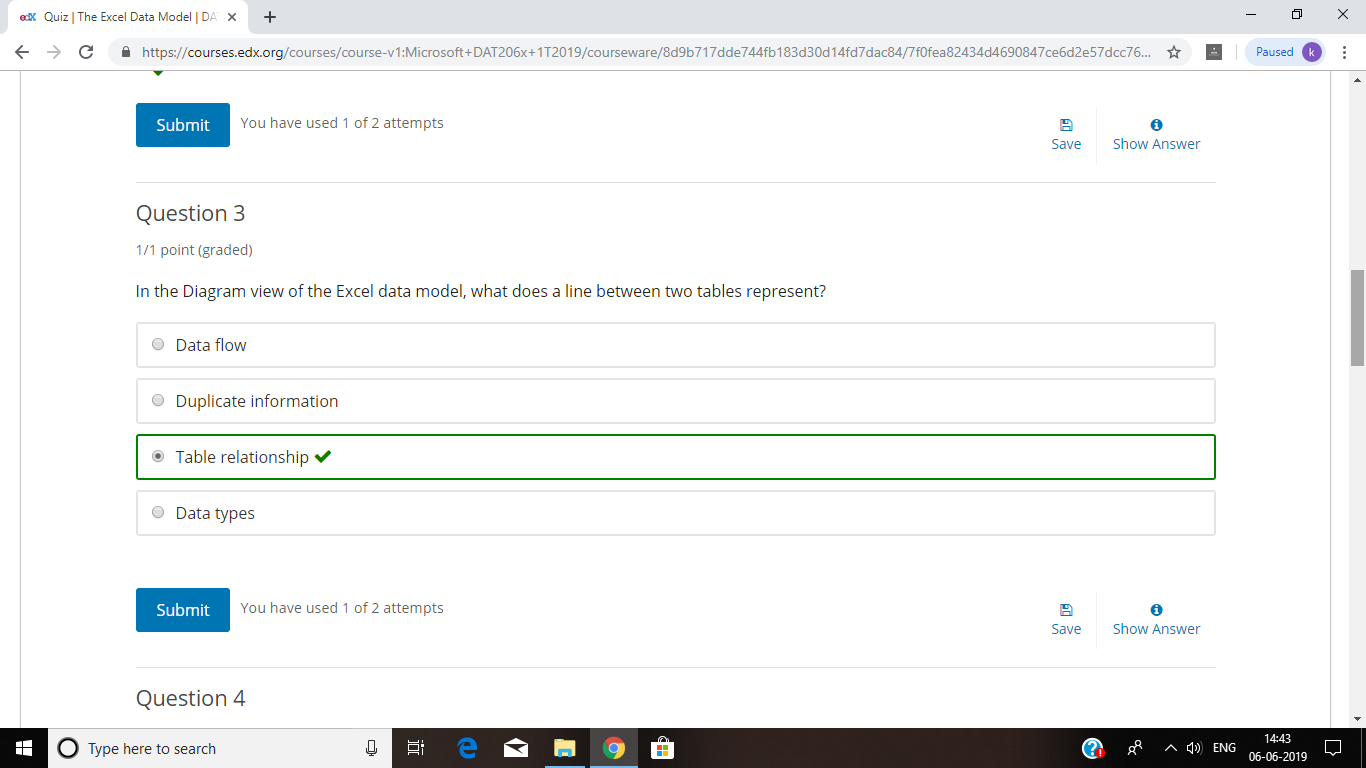 edX Quiz | The Excel Data Model | DA
https://courses.edx.org/courses/course-v1:Microsoft+DAT206x+1T2019/courseware/8d9b717dde744fb183d30d14fd7dac84/7f0fea82434d4690847ce6d2e57dcc76...
Paused k
Submit You have used 1 of 2 attempts
Save Show Answer
Question 3
1/1 point (graded)
In the Diagram view of the Excel data model, what does a line between two tables represent?
Data flow
Duplicate information
Table relationship
Data types
Submit You have used 1 of 2 attempts
Save Show Answer
Question 4
Type here to search
ENG
14:43
06-06-2019